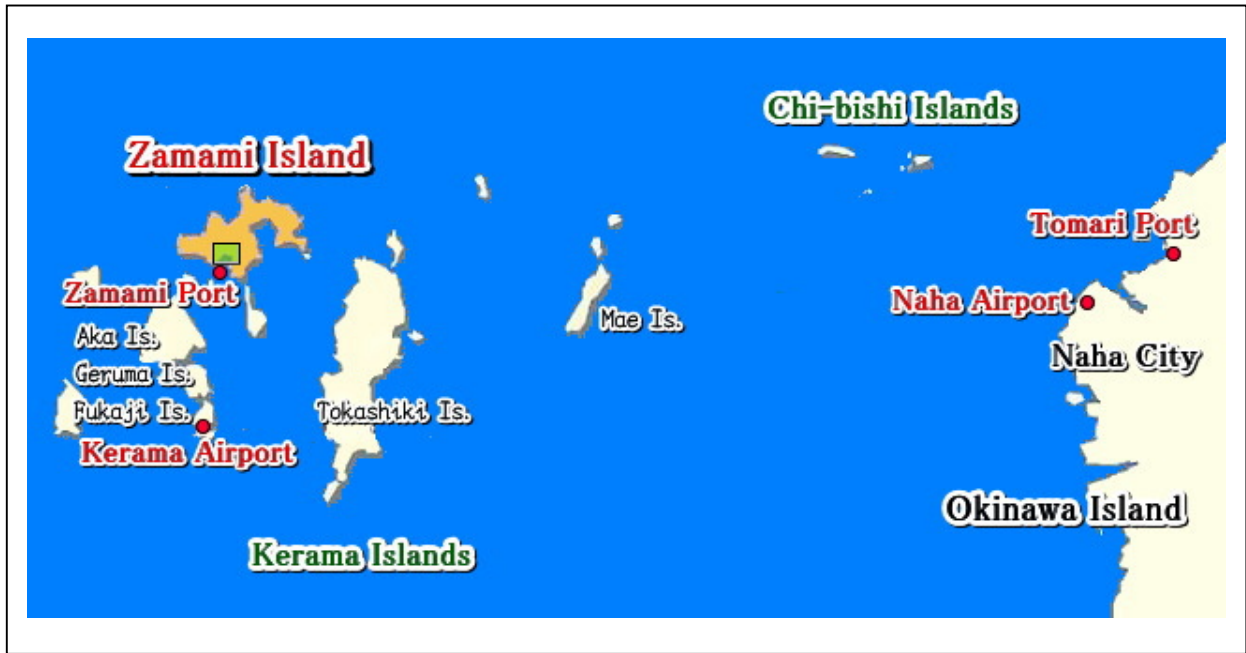 Chi-bishi Islands
Zamami Island
Tomari Port
Zamami Port
Naha Airport
Mae Is.
Aka Is.
Naha City
Geruma Is.
Fukaji Is.
Tokashiki Is.
Kerama Airport
Okinawa Island
Kerama Islands